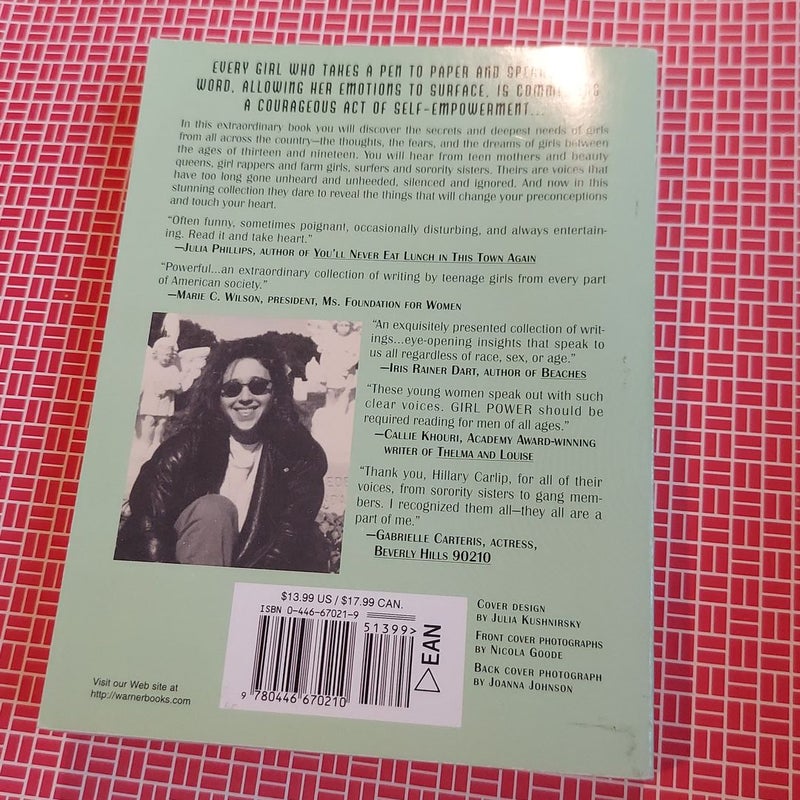 EVERY GIRL WHO TAKES A PEN TO PAPER AND
WORD, ALLOWING HER EMOTIONS TO SURFACE, IS
A COURAGEOUS ACT OF SELF-EMPOWERMENT...
In this extraordinary book you will discover the secrets and deepest needs of girls
from all across the country—the thoughts, the fears, and the dreams of girls between
the ages of thirteen and nineteen. You will hear from teen mothers and beauty
queens, girl rappers and farm girls, surfers and sorority sisters. Theirs are voices that
have too long gone unheard and unheeded, silenced and ignored. And now in this
stunning collection they dare to reveal the things that will change your preconceptions
and touch your heart.
“Often funny, sometimes poignant, occasionally disturbing, and always entertain-
ing. Read it and take heart.”
—JULIA PHILLIPS, AUTHOR OF YOU'LL NEVER EAT LUNCH IN THIS TOWN AGAIN
“Powerful...an extraordinary collection of writing by teenage girls from every part
of American society.”
—MARIE C. WILSON, PRESIDENT, MS. FOUNDATION FOR WOMEN
“An exquisitely presented collection of writ-
ings...eye-opening insights that speak to
us all regardless of race, sex, or age.”
—IRIS RAINER DART, AUTHOR OF BEACHES
“These young women speak out with such
clear voices. GIRL POWER should be
required reading for men of all ages.”
—CALLIE KHOURI, ACADEMY AWARD-WINNING
WRITER OF THELMA AND LOUISE
“Thank you, Hillary Carlip, for all of their
voices, from sorority sisters to gang mem-
bers. I recognized them all—they all are a
part of me.”
—GABRIELLE CARTERIS, ACTRESS,
BEVERLY HILLS 90210
$13.99 US / $17.99 CAN.
ISBN 0-446-67021-9
51399>
EAN
9 780446 670210
COVER DESIGN
BY JULIA KUSHNIRSKY
FRONT COVER PHOTOGRAPHS
BY NICOLA GOODE
BACK COVER PHOTOGRAPH
BY JOANNA JOHNSON
Visit our Web site at
http://warnerbooks.com